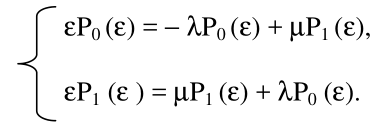 εP₀(ε) = – λP₀(ε) + μP₁(ε),
εP₁ (ε ) = μP₁(ε) + λP₀ (ε).